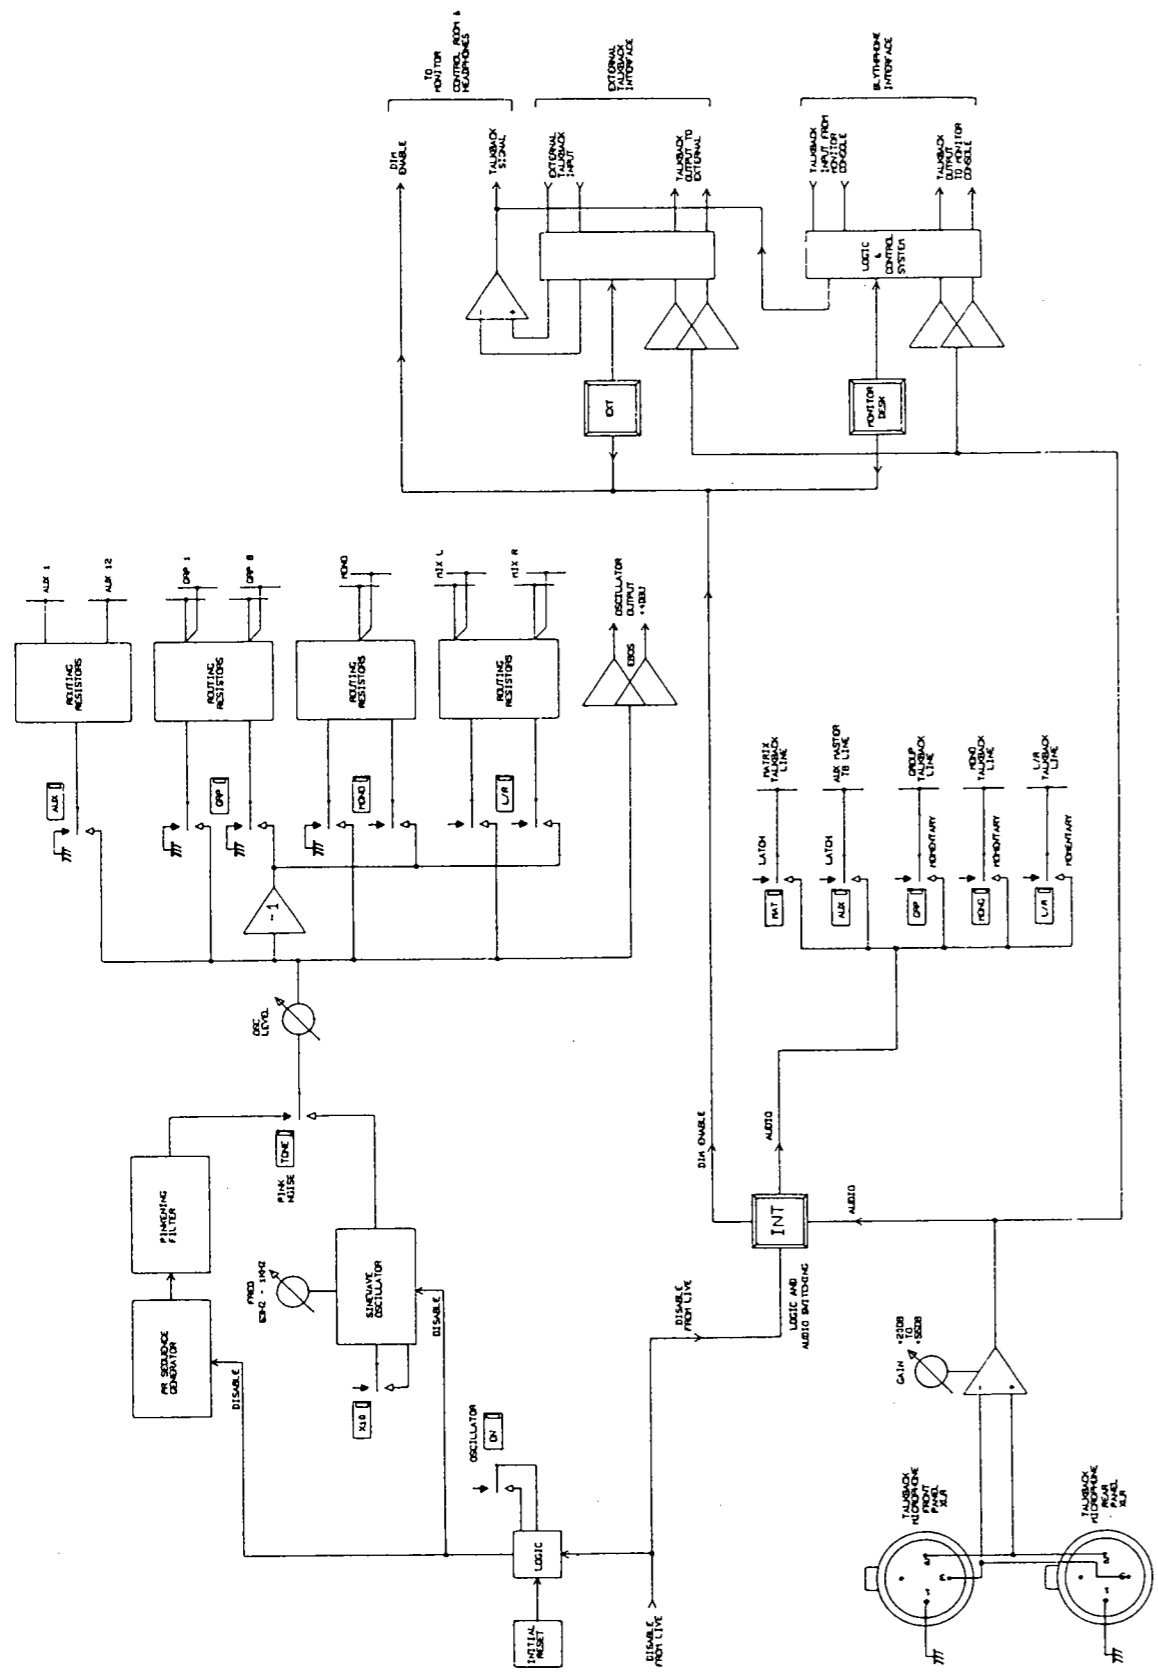 TO
MONITOR
CONTROL ROOM &
HEADPHONES
EXTERNAL
TALKBACK
INTERFACE
BLYTHPHONE
INTERFACE
DIM
ENABLE
TALKBACK
SIGNAL
EXTERNAL
TALKBACK
INPUT
TALKBACK
OUTPUT TO
EXTERNAL
TALKBACK
INPUT FROM
MONITOR
CONSOLE
TALKBACK
OUTPUT
TO MONITOR
CONSOLE
LOGIC
&
CONTROL
SYSTEM
-
+
EXT
MONITOR
DESK
AUX 1
AUX 12
GRP 1
GRP 8
MONO
MIX L
MIX R
OSCILLATOR
OUTPUT
+4DBU
EBOS
ROUTING
RESISTORS
ROUTING
RESISTORS
ROUTING
RESISTORS
ROUTING
RESISTORS
AUX
GRP
MONO
L/R
-1
OSC
LEVEL
MATRIX
TALKBACK
LINE
AUX MASTER
TB LINE
GROUP
TALKBACK
LINE
MONO
TALKBACK
LINE
L/R
TALKBACK
LINE
LATCH
LATCH
MOMENTARY
MOMENTARY
MOMENTARY
MAT
AUX
GRP
MONO
L/R
PINK
NOISE
TONE
PINKENING
FILTER
PR SEQUENCE
GENERATOR
DISABLE
FREQ
63HZ - 1KHZ
SINEWAVE
OSCILLATOR
DISABLE
X10
OSCILLATOR
ON
LOGIC
INITIAL
RESET
DISABLE
FROM LIVE
DISABLE
FROM LIVE
DIM ENABLE
AUDIO
INT
AUDIO
LOGIC AND
AUDIO SWITCHING
GAIN
TO
-
+
TALKBACK
MICROPHONE
FRONT
PANEL
XLR
TALKBACK
MICROPHONE
REAR
PANEL
XLR